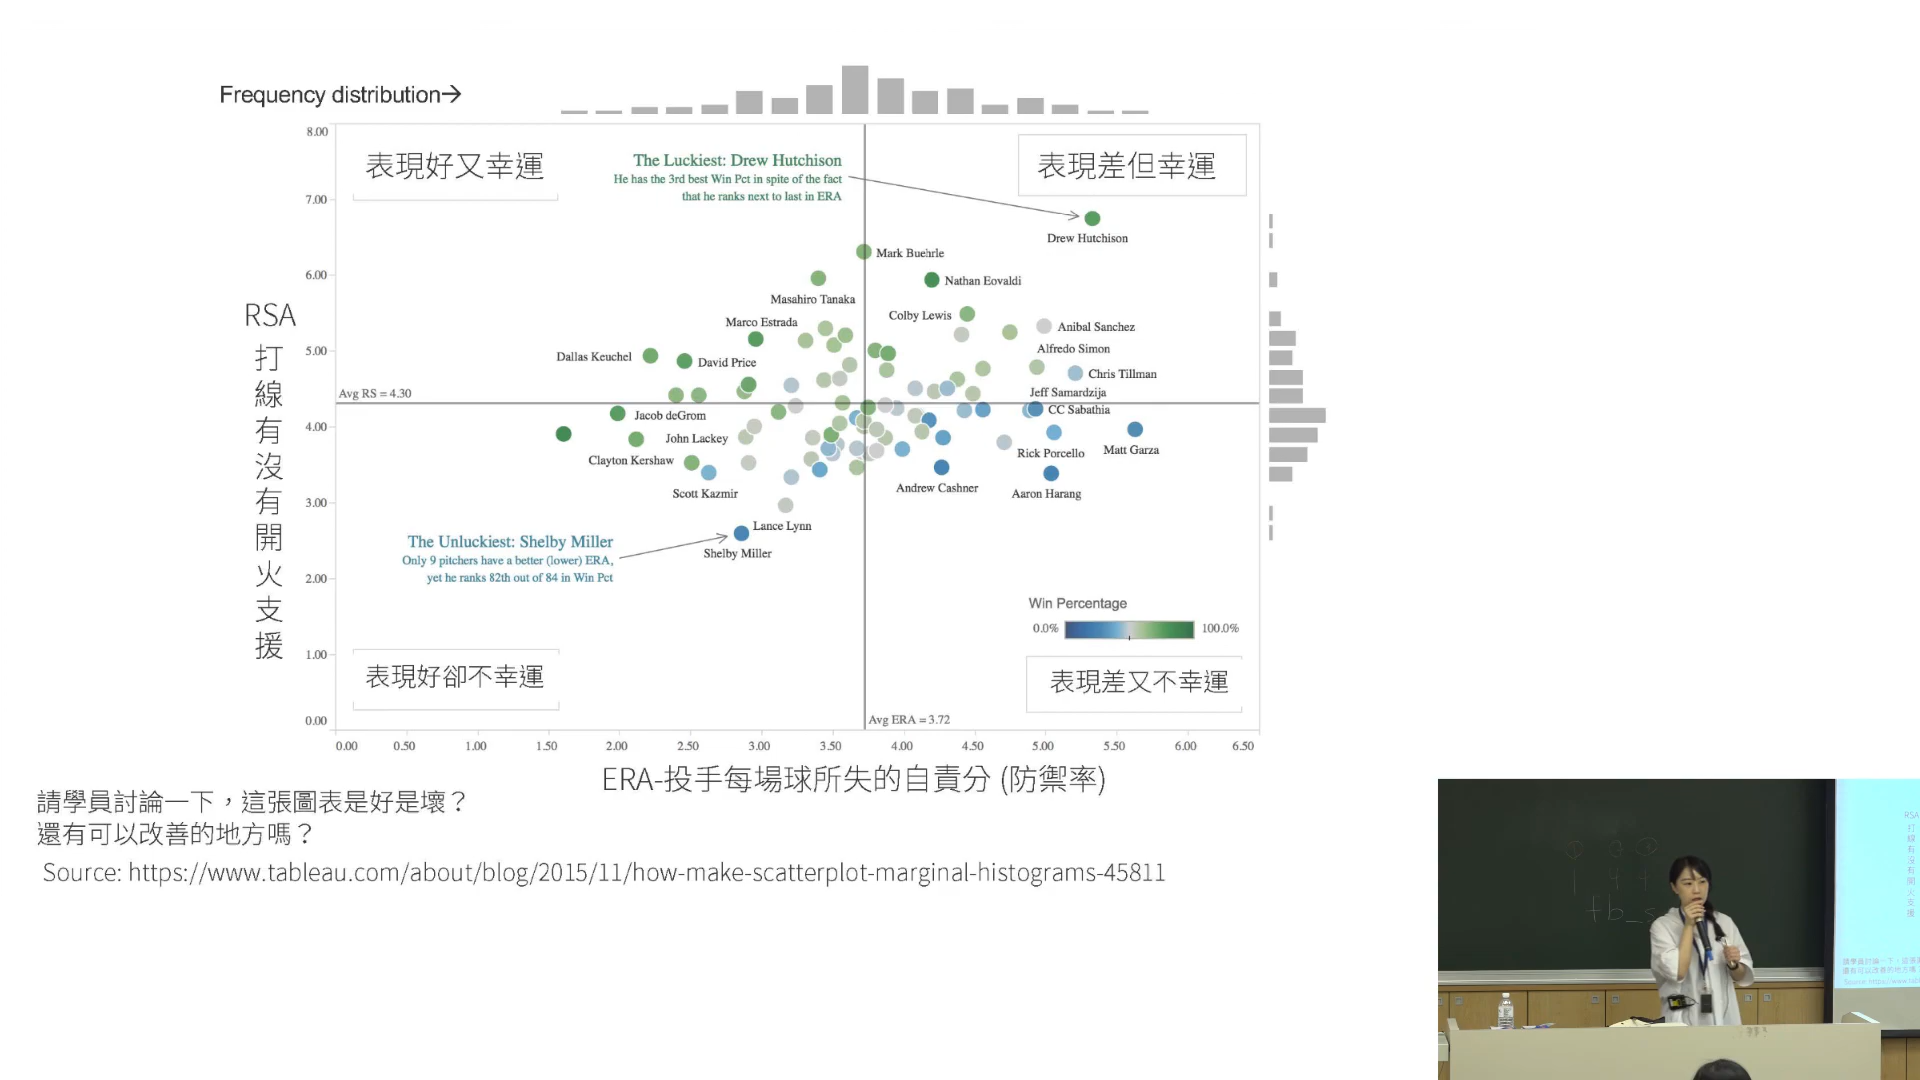 Frequency distribution→
8.00
7.00
6.00
5.00
4.00
3.00
2.00
1.00
0.00
表現好又幸運
The Luckiest: Drew Hutchison
He has the 3rd best Win Pct in spite of the fact
that he ranks next to last in ERA
表現差但幸運
Drew Hutchison
Mark Buehrle
Nathan Eovaldi
Masahiro Tanaka
Colby Lewis
Marco Estrada
Anibal Sanchez
Dallas Keuchel
David Price
Alfredo Simon
Chris Tillman
Avg RS = 4.30
Jeff Samardzija
CC Sabathia
Jacob deGrom
John Lackey
Rick Porcello
Matt Garza
Clayton Kershaw
Scott Kazmir
Andrew Cashner
Aaron Harang
Lance Lynn
Shelby Miller
The Unluckiest: Shelby Miller
Only 9 pitchers have a better (lower) ERA,
yet he ranks 82th out of 84 in Win Pct
Win Percentage
0.0%
100.0%
表現好卻不幸運
表現差又不幸運
Avg ERA = 3.72
RSA
打
線
有
沒
有
開
火
支
援
0.00 0.50 1.00 1.50 2.00 2.50 3.00 3.50 4.00 4.50 5.00 5.50 6.00 6.50
ERA-投手每場球所失的自責分 (防禦率)
請學員討論一下，這張圖表是好是壞？
還有可以改善的地方嗎？
Source: https://www.tableau.com/about/blog/2015/11/how-make-scatterplot-marginal-histograms-45811